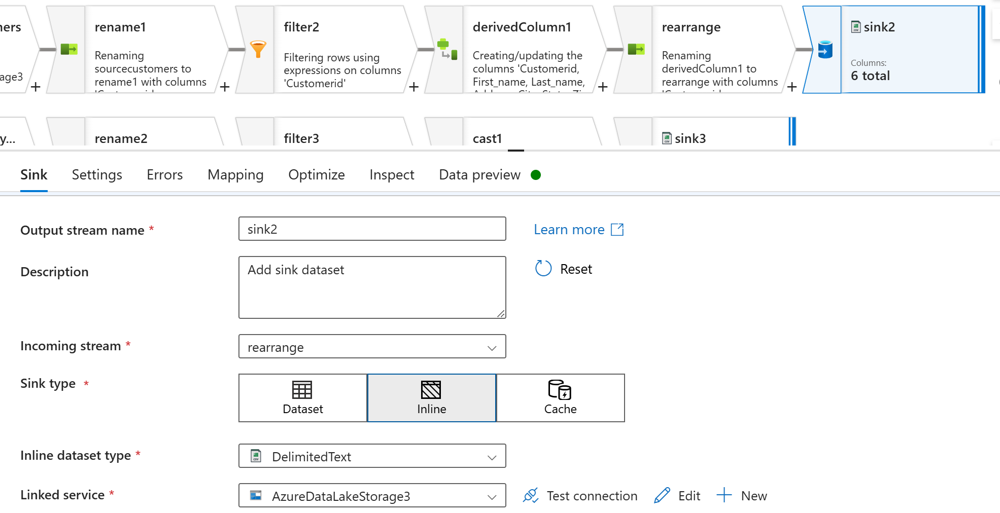 ners
age3
+
rename1
Renaming
sourcecustomers to
rename1 with columns
+
filter2
Filtering rows using
expressions on columns
'Customerid'
+
derivedColumn1
Creating/updating the
columns 'Customerid,
First_name, Last_name,
+
rearrange
Renaming
derivedColumn1 to
rearrange with columns
+
CSV sink2
Columns:
6 total
y...
rename2
filter3
cast1
CSV sink3
Sink Settings Errors Mapping Optimize Inspect Data preview
Output stream name * sink2 Learn more
Description Add sink dataset Reset
Incoming stream * rearrange
Sink type * Dataset Inline Cache
Inline dataset type * CSV DelimitedText
Linked service * AzureDataLakeStorage3 Test connection Edit New